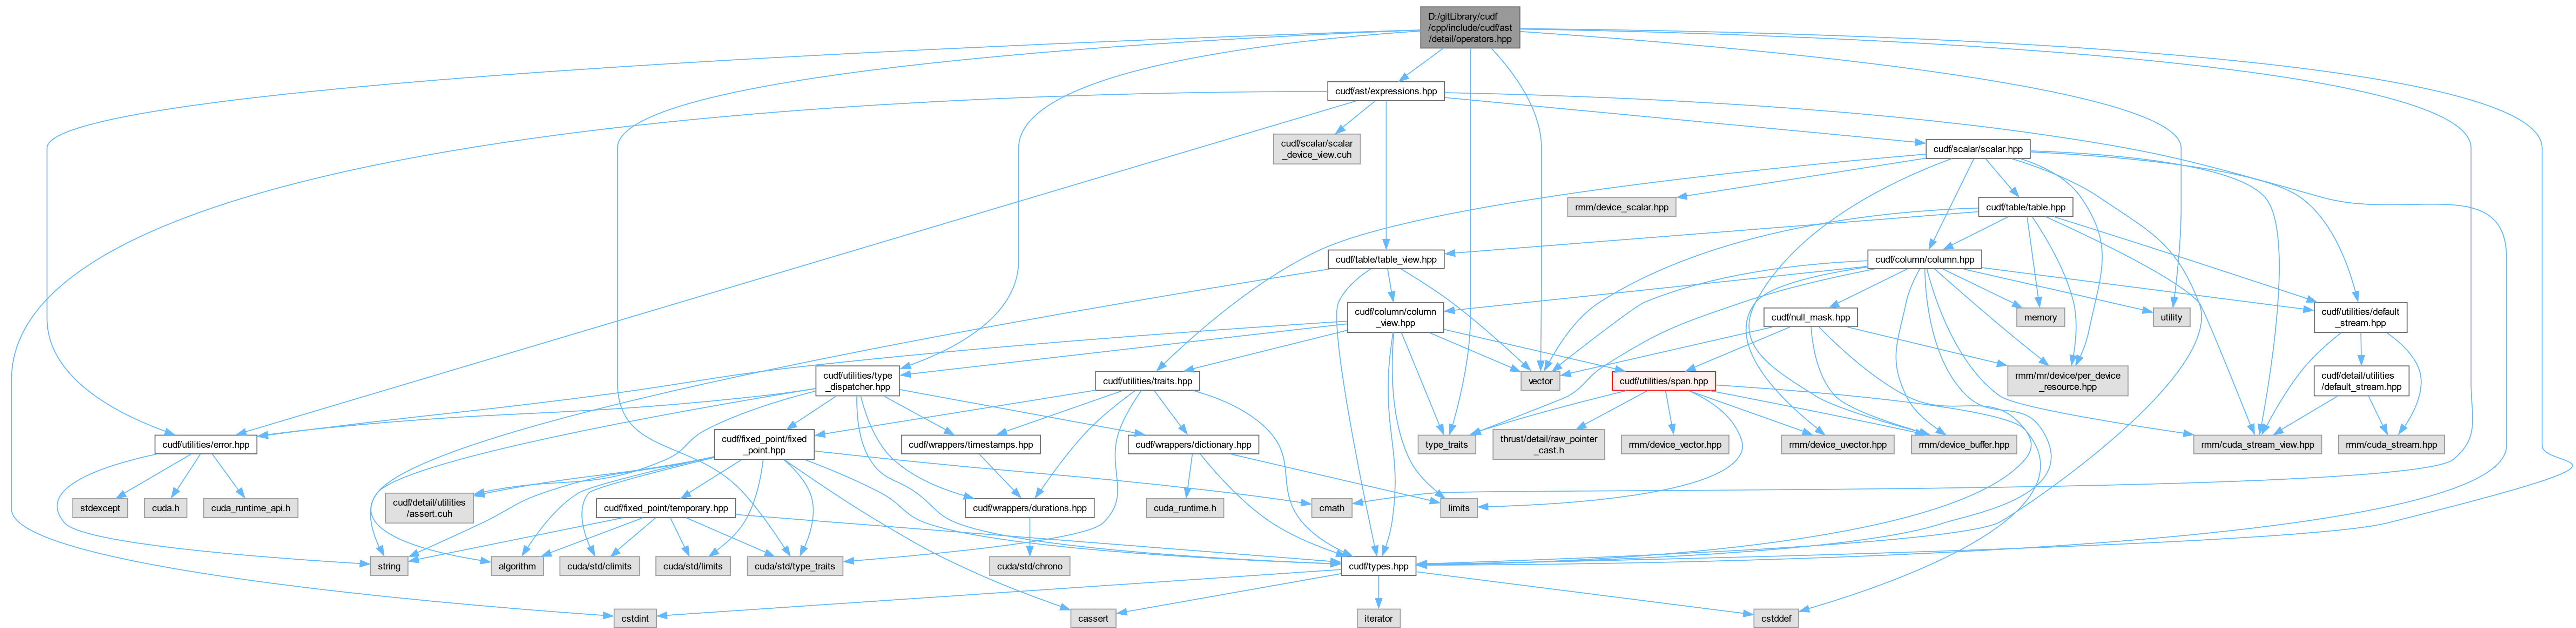 D:/gitLibrary/cudf
/cpp/include/cudf/ast
/detail/operators.hpp
cudf/ast/expressions.hpp
cudf/scalar/scalar
_device_view.cuh
cudf/scalar/scalar.hpp
rmm/device_scalar.hpp
cudf/table/table.hpp
cudf/table/table_view.hpp
cudf/column/column.hpp
cudf/column/column
_view.hpp
cudf/null_mask.hpp
memory
utility
cudf/utilities/default
_stream.hpp
cudf/utilities/type
_dispatcher.hpp
cudf/utilities/traits.hpp
vector
cudf/utilities/span.hpp
rmm/mr/device/per_device
_resource.hpp
cudf/detail/utilities
/default_stream.hpp
cudf/utilities/error.hpp
cudf/fixed_point/fixed
_point.hpp
cudf/wrappers/timestamps.hpp
cudf/wrappers/dictionary.hpp
type_traits
thrust/detail/raw_pointer
_cast.h
rmm/device_vector.hpp
rmm/device_uvector.hpp
rmm/device_buffer.hpp
rmm/cuda_stream_view.hpp
rmm/cuda_stream.hpp
stdexcept
cuda.h
cuda_runtime_api.h
cudf/detail/utilities
/assert.cuh
cudf/fixed_point/temporary.hpp
cudf/wrappers/durations.hpp
cuda_runtime.h
cmath
limits
string
algorithm
cuda/std/climits
cuda/std/limits
cuda/std/type_traits
cuda/std/chrono
cudf/types.hpp
cstdint
cassert
iterator
cstddef